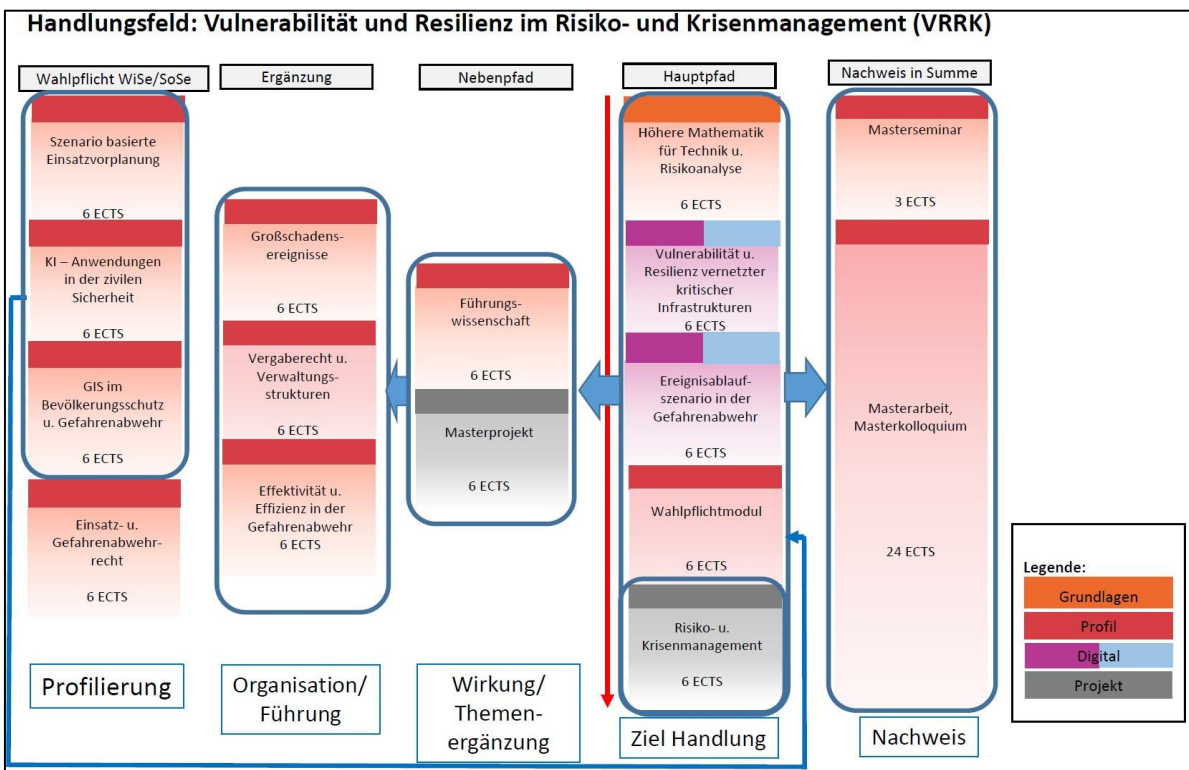 Handlungsfeld: Vulnerabilität und Resilienz im Risiko- und Krisenmanagement (VRRK)
Wahlpflicht WiSe/SoSe
Szenario basierte
Einsatzvorplanung
6 ECTS
KI – Anwendungen
in der zivilen
Sicherheit
6 ECTS
GIS im
Bevölkerungsschutz
u. Gefahrenabwehr
6 ECTS
Einsatz- u.
Gefahrenabwehr-
recht
6 ECTS
Profilierung
Ergänzung
Großschadens-
ereignisse
6 ECTS
Vergaberecht u.
Verwaltungs-
strukturen
6 ECTS
Effektivität u.
Effizienz in der
Gefahrenabwehr
6 ECTS
Organisation/
Führung
Nebenpfad
Führungs-
wissenschaft
6 ECTS
Masterprojekt
6 ECTS
Wirkung/
Themen-
ergänzung
Hauptpfad
Höhere Mathematik
für Technik u.
Risikoanalyse
6 ECTS
Vulnerabilität u.
Resilienz vernetzter
kritischer
Infrastrukturen
6 ECTS
Ereignisablauf-
szenario in der
Gefahrenabwehr
6 ECTS
Wahlpflichtmodul
6 ECTS
Risiko- u.
Krisenmanagement
6 ECTS
Ziel Handlung
Nachweis in Summe
Masterseminar
3 ECTS
Masterarbeit,
Masterkolloquium
24 ECTS
Nachweis
Legende:
Grundlagen
Profil
Digital
Projekt